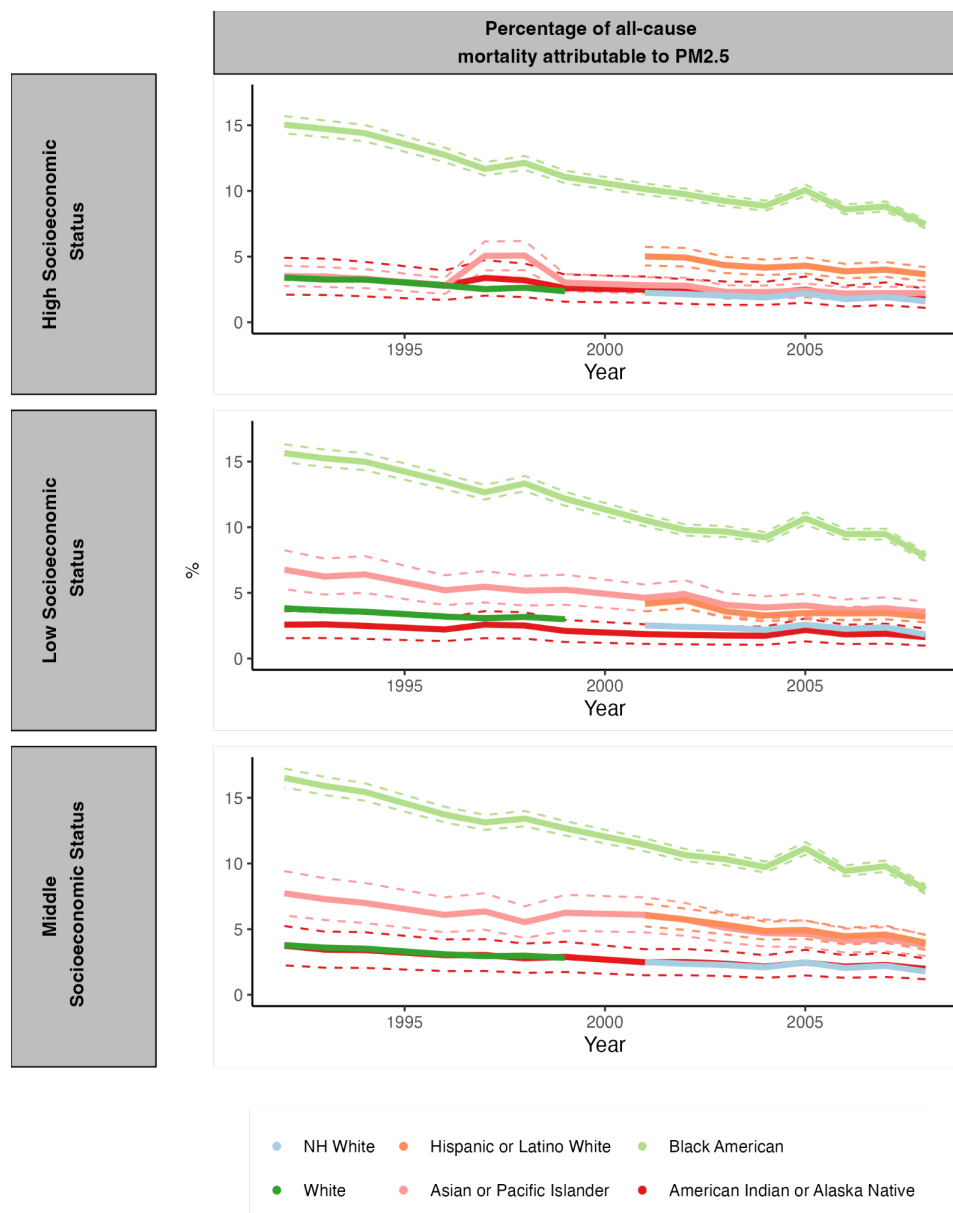 Percentage of all-cause
mortality attributable to PM2.5
High Socioeconomic
Status
15
10
5
0
1995
2000
2005
Year
Low Socioeconomic
Status
%
15
10
5
0
1995
2000
2005
Year
Middle
Socioeconomic Status
15
10
5
0
1995
2000
2005
Year
NH White
Hispanic or Latino White
Black American
White
Asian or Pacific Islander
American Indian or Alaska Native